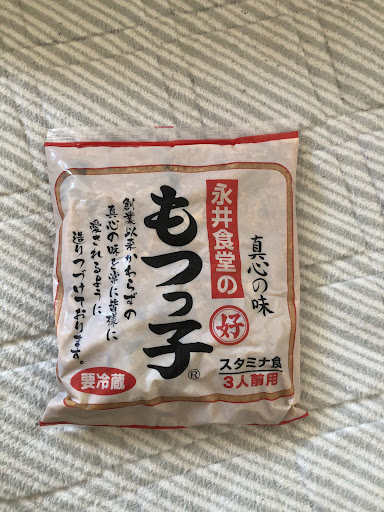 真心の味
永井食堂の
好
もつっ子®
創業以来かわらずの
真心の味を常に皆様に
愛されるように
造りつづけております。
スタミナ食
3人前用
要冷蔵